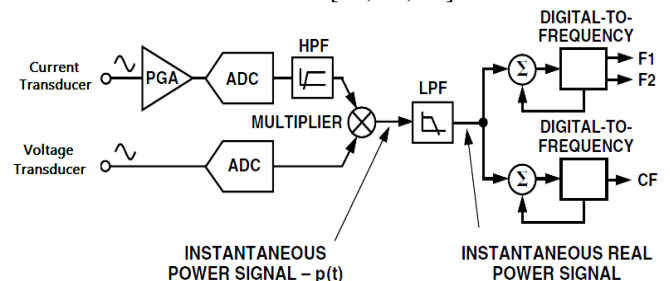 DIGITAL-TO-
FREQUENCY
HPF
F1
Current
Transducer
PGA
ADC
Σ
F2
LPF
MULTIPLIER
DIGITAL-TO-
FREQUENCY
Voltage
Transducer
ADC
Σ
CF
INSTANTANEOUS
POWER SIGNAL – p(t)
INSTANTANEOUS REAL
POWER SIGNAL